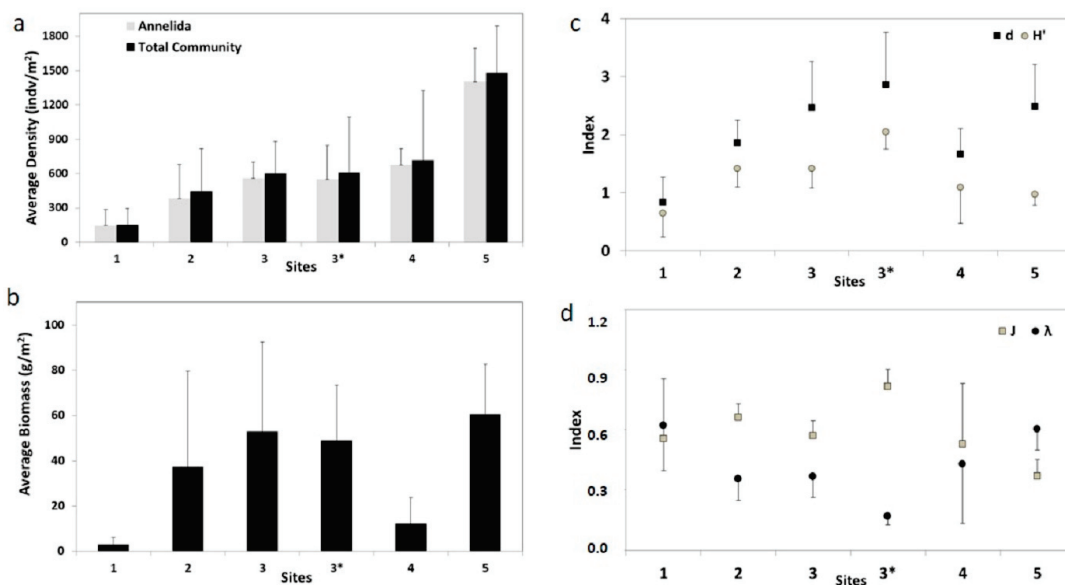 a
Annelida
Total Community
Average Density (indv/m²)
1800
1500
1200
900
600
300
0
1 2 3 3* 4 5
Sites
b
Average Biomass (g/m²)
100
80
60
40
20
0
1 2 3 3* 4 5
Sites
c
d H'
Index
4
3
2
1
0
1 2 3 3* 4 5
Sites
d
J λ
Index
1.2
0.9
0.6
0.3
0.0
1 2 3 3* 4 5
Sites